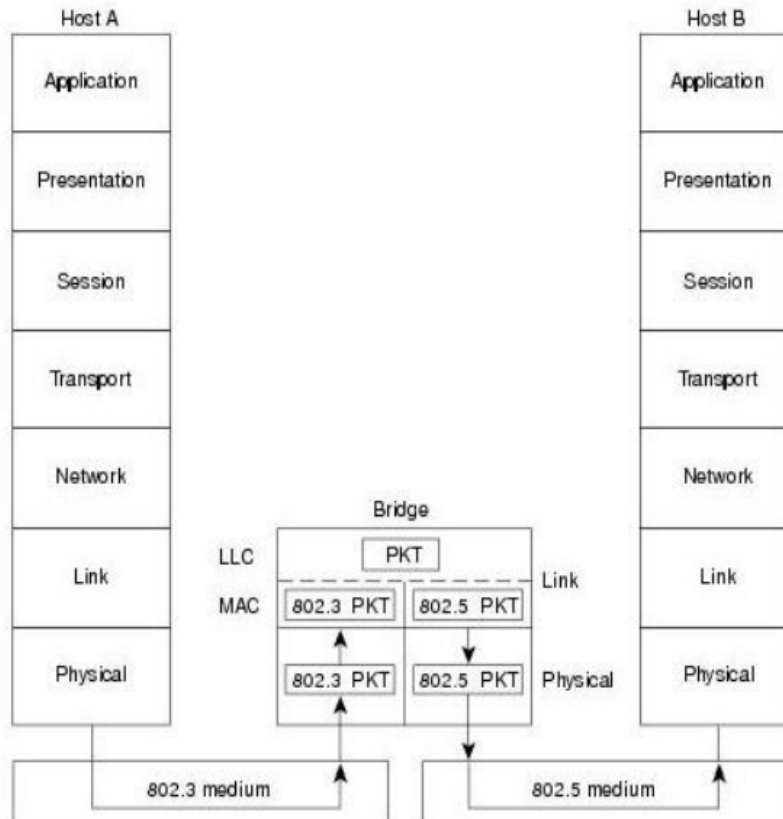 Host A
Host B
Application
Application
Presentation
Presentation
Session
Session
Transport
Transport
Network
Network
Bridge
LLC
PKT
Link
Link
Link
MAC
802.3 PKT
802.5 PKT
Physical
802.3 PKT
802.5 PKT
Physical
Physical
802.3 medium
802.5 medium